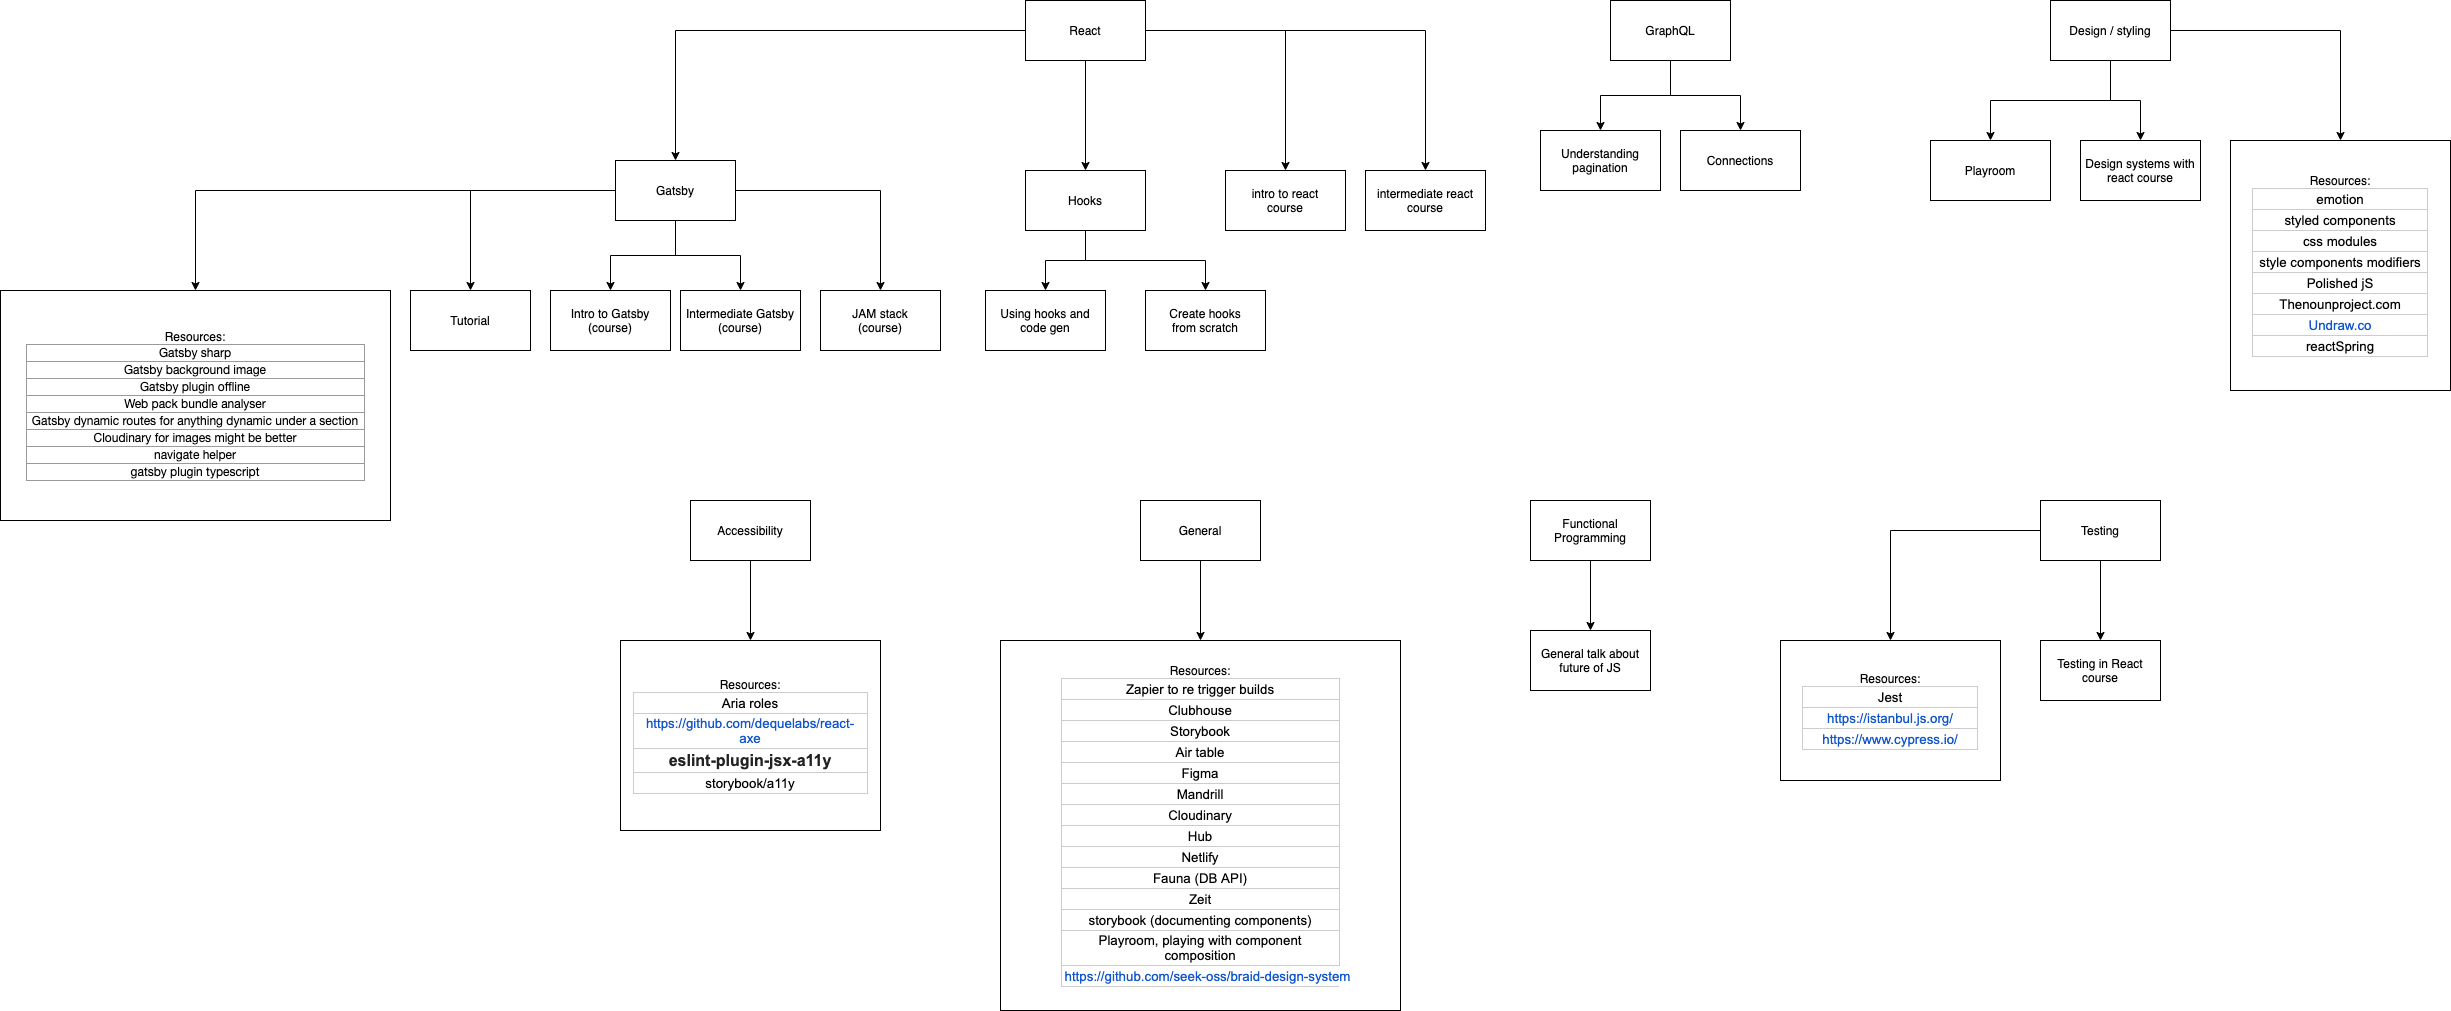 React
GraphQL
Design / styling
Understanding
pagination
Connections
Playroom
Design systems with
react course
Gatsby
Hooks
intro to react
course
intermediate react
course
Resources:
emotion
styled components
css modules
style components modifiers
Polished jS
Thenounproject.com
Undraw.co
reactSpring
Resources:
Gatsby sharp
Gatsby background image
Gatsby plugin offline
Web pack bundle analyser
Gatsby dynamic routes for anything dynamic under a section
Cloudinary for images might be better
navigate helper
gatsby plugin typescript
Tutorial
Intro to Gatsby
(course)
Intermediate Gatsby
(course)
JAM stack
(course)
Using hooks and
code gen
Create hooks
from scratch
Accessibility
General
Functional
Programming
Testing
Resources:
Aria roles
https://github.com/dequelabs/react-
axe
eslint-plugin-jsx-a11y
storybook/a11y
Resources:
Zapier to re trigger builds
Clubhouse
Storybook
Air table
Figma
Mandrill
Cloudinary
Hub
Netlify
Fauna (DB API)
Zeit
storybook (documenting components)
Playroom, playing with component
composition
https://github.com/seek-oss/braid-design-system
General talk about
future of JS
Resources:
Jest
https://istanbul.js.org/
https://www.cypress.io/
Testing in React
course